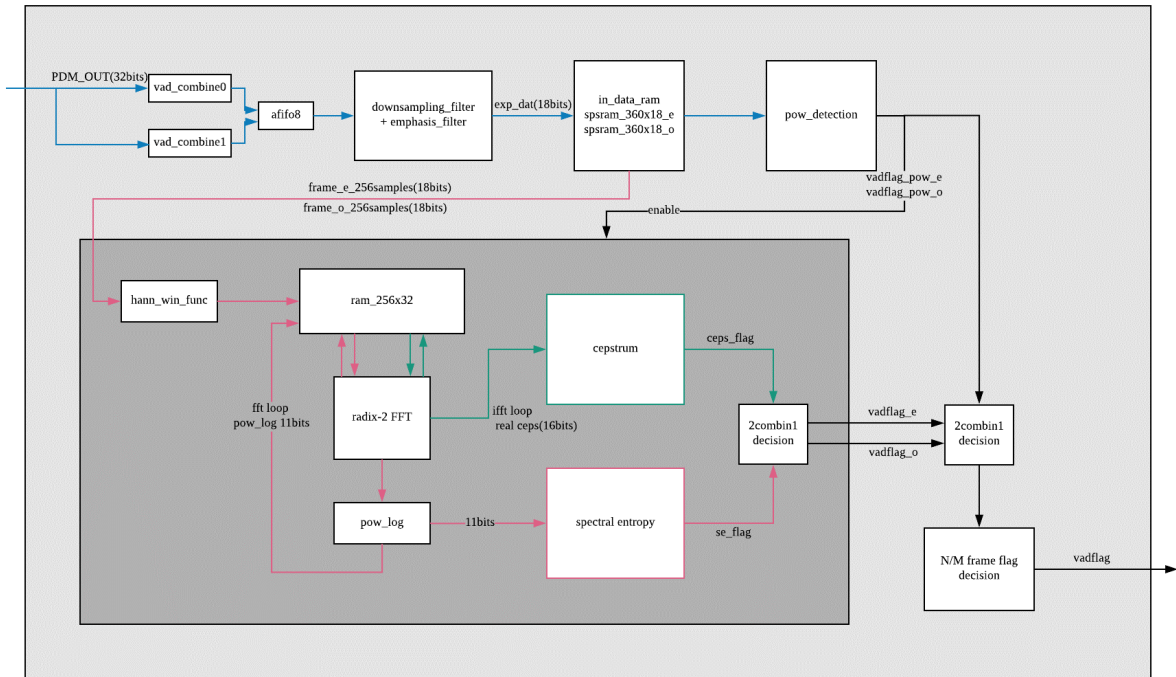 PDM_OUT(32bits)
vad_combine0
vad_combine1
afifo8
downsampling_filter
+ emphasis_filter
exp_dat(18bits)
in_data_ram
spsram_360x18_e
spsram_360x18_o
pow_detection
vadflag_pow_e
vadflag_pow_o
frame_e_256samples(18bits)
frame_o_256samples(18bits)
enable
hann_win_func
ram_256x32
cepstrum
ceps_flag
fft loop
pow_log 11bits
radix-2 FFT
ifft loop
real ceps(16bits)
2combin1
decision
vadflag_e
vadflag_o
2combin1
decision
pow_log
11bits
spectral entropy
se_flag
N/M frame flag
decision
vadflag